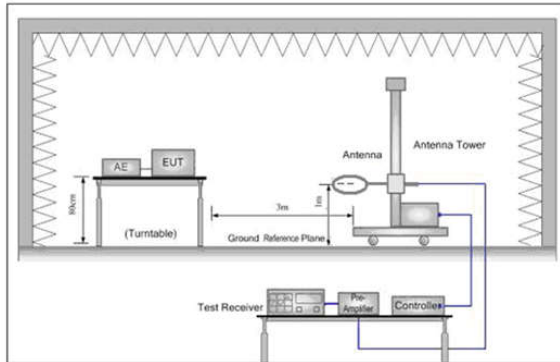 AE
EUT
Antenna
Antenna Tower
80cm
(Turntable)
3m
1m
Ground Reference Plane
Test Receiver
Pre-
Amplifier
Controller